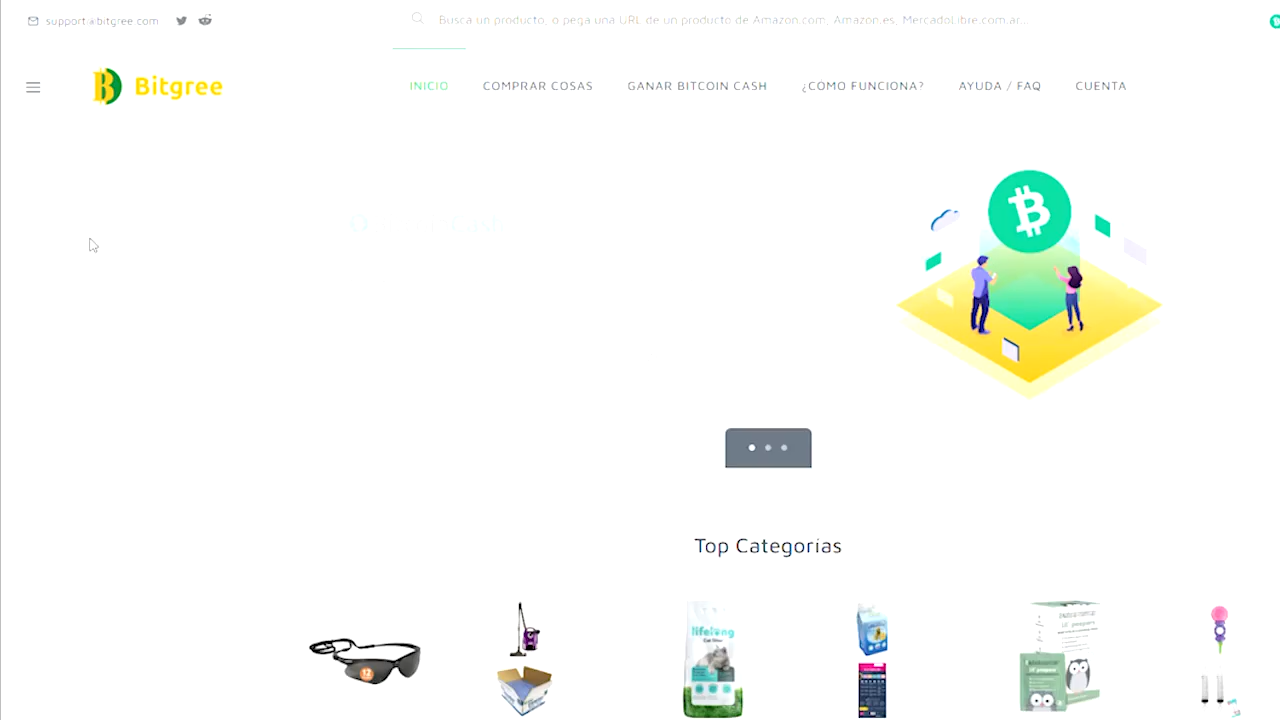 support@bitgree.com
Busca un producto, o pega una URL de un producto de Amazon.com, Amazon.es, MercadoLibre.com.ar...
Bitgree
INICIO
COMPRAR COSAS
GANAR BITCOIN CASH
¿COMO FUNCIONA?
AYUDA / FAQ
CUENTA
Top Categorías
lifelong